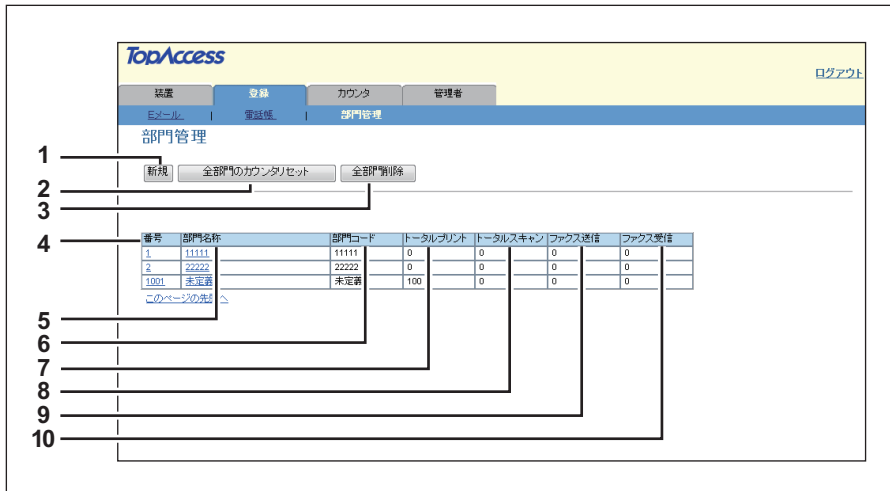 TopAccess
ログアウト
装置 登録 カウンタ 管理者
Eメール | 電話帳 | 部門管理
部門管理
1
新規 全部門のカウンタリセット 全部門削除
2
3
4
番号 部門名称 部門コード トータルプリント トータルスキャン ファクス送信 ファクス受信
1 11111 11111 0 0 0 0
2 22222 22222 0 0 0 0
1001 未定義 未定義 100 0 0 0
このページの先頭へ
5
6
7
8
9
10